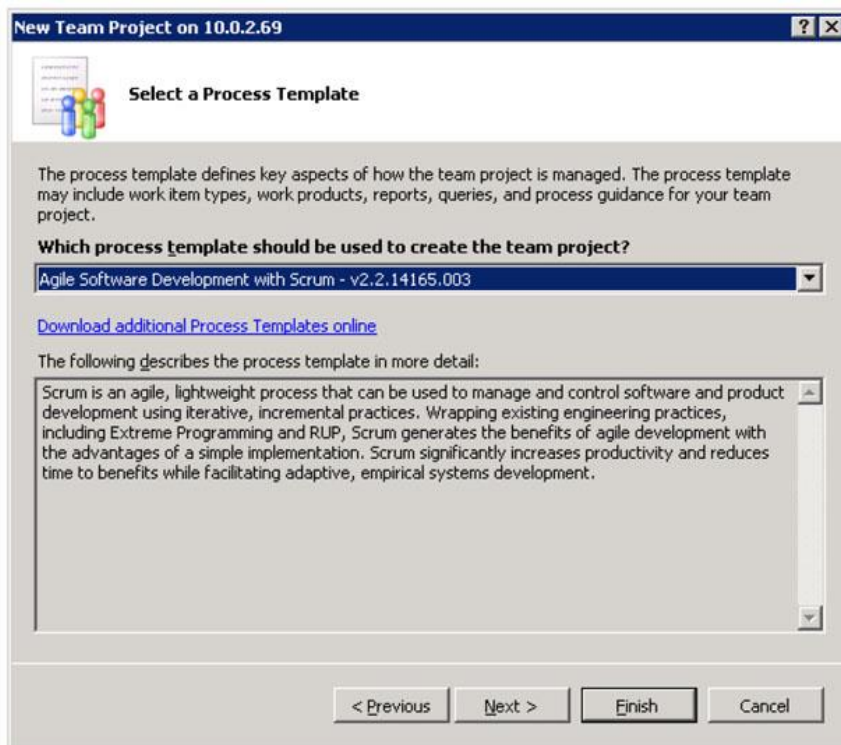 New Team Project on 10.0.2.69
Select a Process Template
The process template defines key aspects of how the team project is managed. The process template
may include work item types, work products, reports, queries, and process guidance for your team
project.
Which process template should be used to create the team project?
Agile Software Development with Scrum - v2.2.14165.003
Download additional Process Templates online
The following describes the process template in more detail:
Scrum is an agile, lightweight process that can be used to manage and control software and product
development using iterative, incremental practices. Wrapping existing engineering practices,
including Extreme Programming and RUP, Scrum generates the benefits of agile development with
the advantages of a simple implementation. Scrum significantly increases productivity and reduces
time to benefits while facilitating adaptive, empirical systems development.
< Previous Next > Finish Cancel